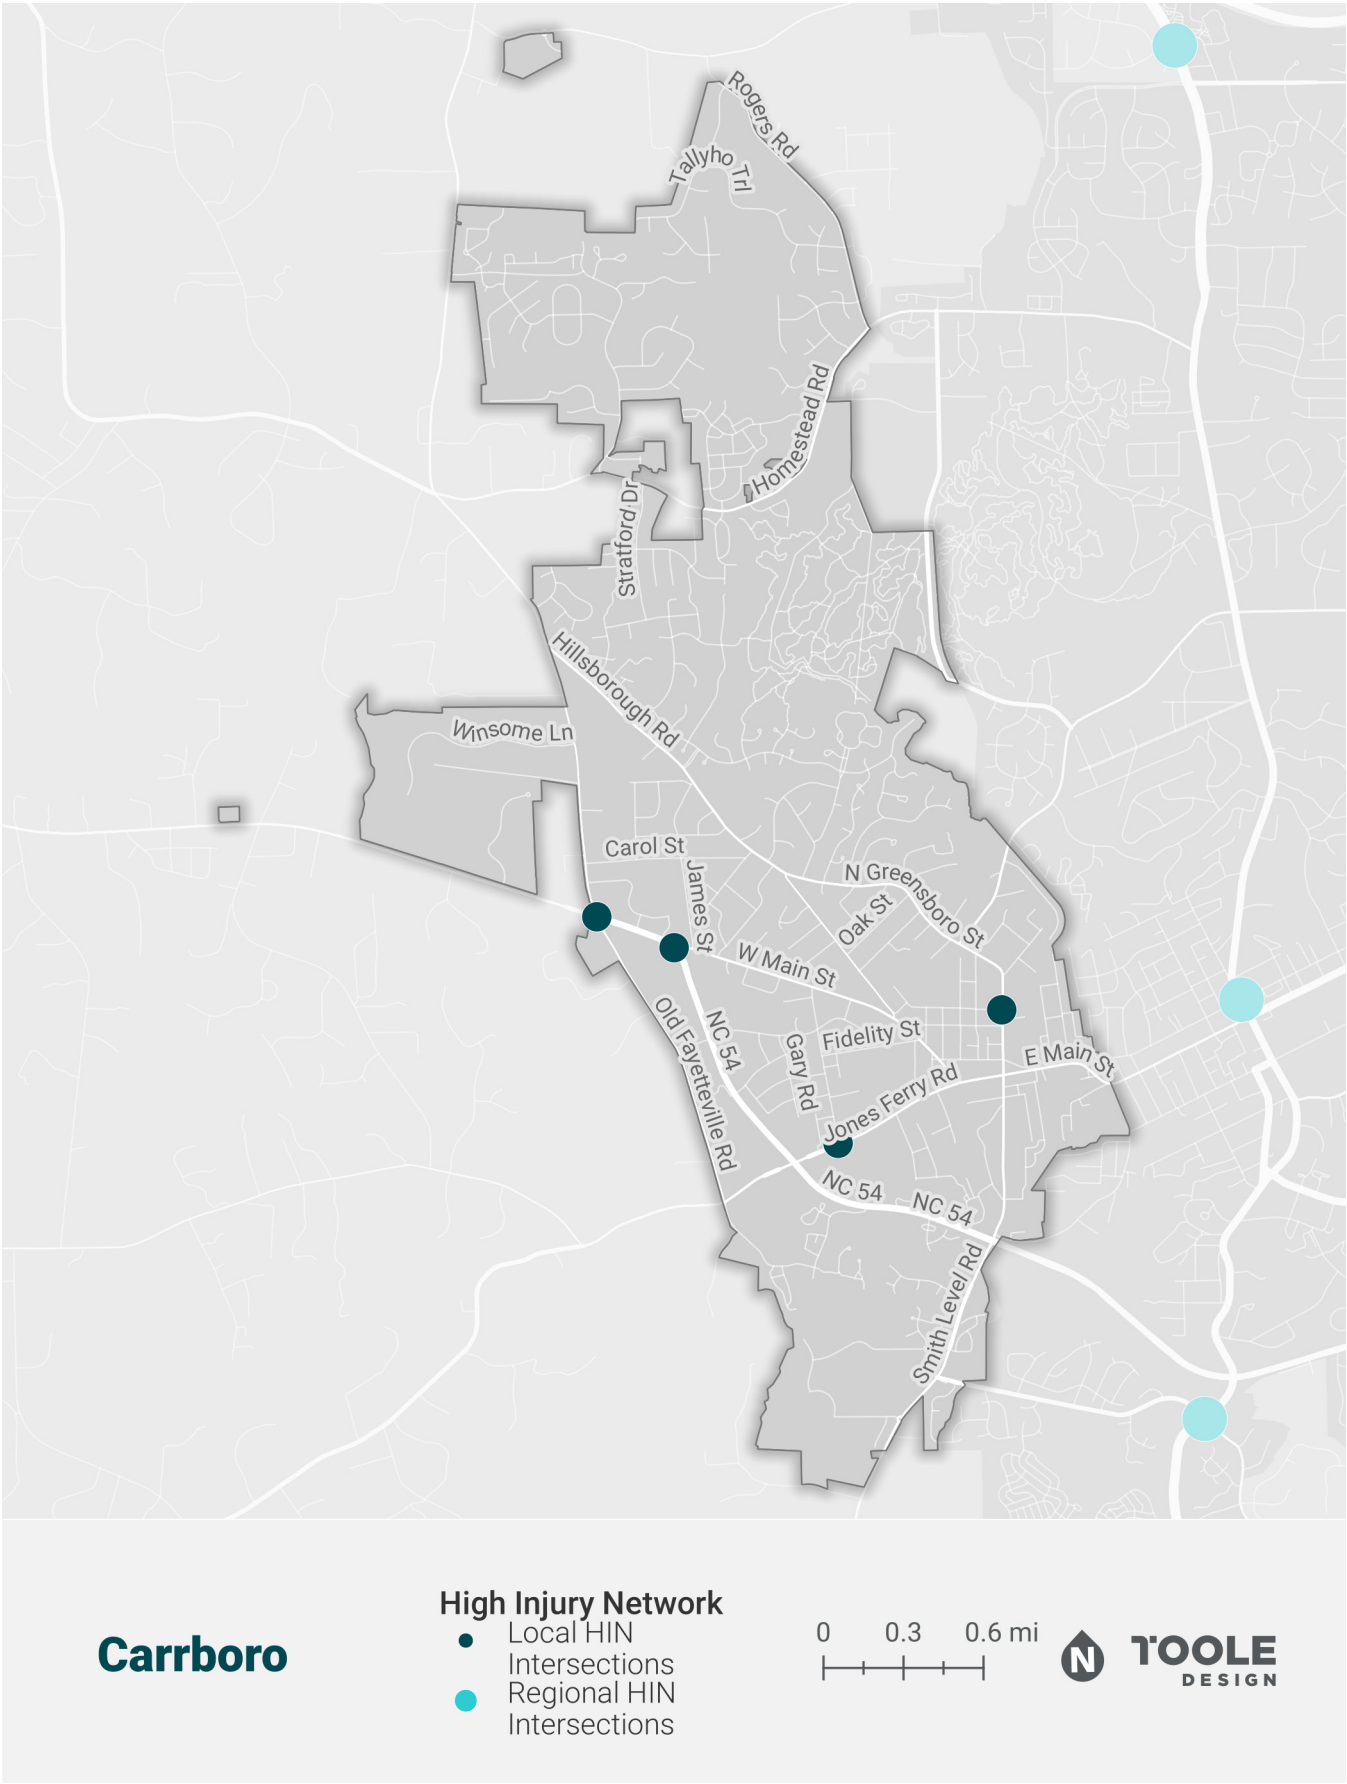 Rogers Rd
Tallyho Trl
Homestead Rd
Stratford Dr
Hillsborough Rd
Winsome Ln
Carol St
James St
N Greensboro St
Oak St
W Main St
Old Fayetteville Rd
NC 54
Gary Rd
Fidelity St
E Main St
Jones Ferry Rd
NC 54
NC 54
Smith Level Rd
Carrboro
High Injury Network
Local HIN
Intersections
Regional HIN
Intersections
0 0.3 0.6 mi
N
TOOLE
DESIGN